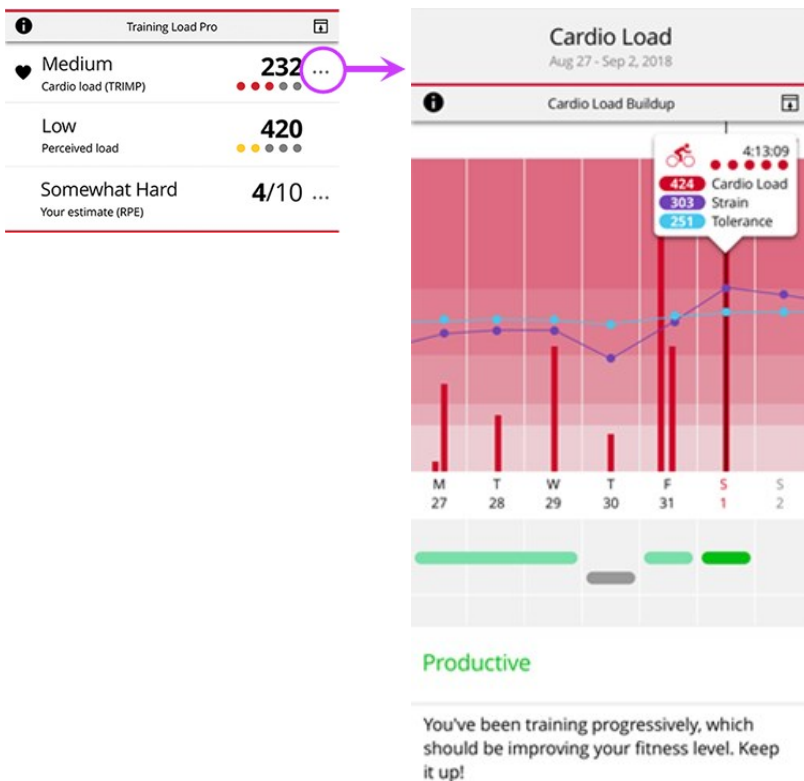 Training Load Pro
Medium
232 ...
Cardio load (TRIMP)
Low
420
Perceived load
Somewhat Hard
4/10 ...
Your estimate (RPE)
Cardio Load
Aug 27 - Sep 2, 2018
Cardio Load Buildup
4:13:09
424 Cardio Load
303 Strain
251 Tolerance
M T W T F S S
27 28 29 30 31 1 2
Productive
You've been training progressively, which
should be improving your fitness level. Keep
it up!